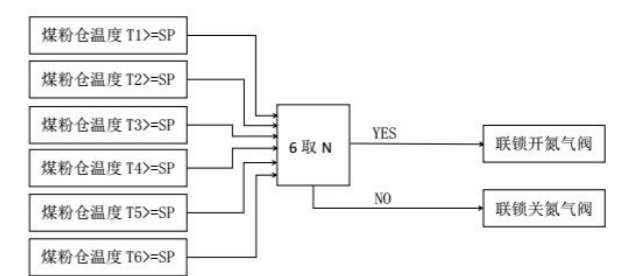 煤粉仓温度 T1>=SP
煤粉仓温度 T2>=SP
煤粉仓温度 T3>=SP
煤粉仓温度 T4>=SP
煤粉仓温度 T5>=SP
煤粉仓温度 T6>=SP
6 取 N
YES
联锁开氮气阀
NO
联锁关氮气阀